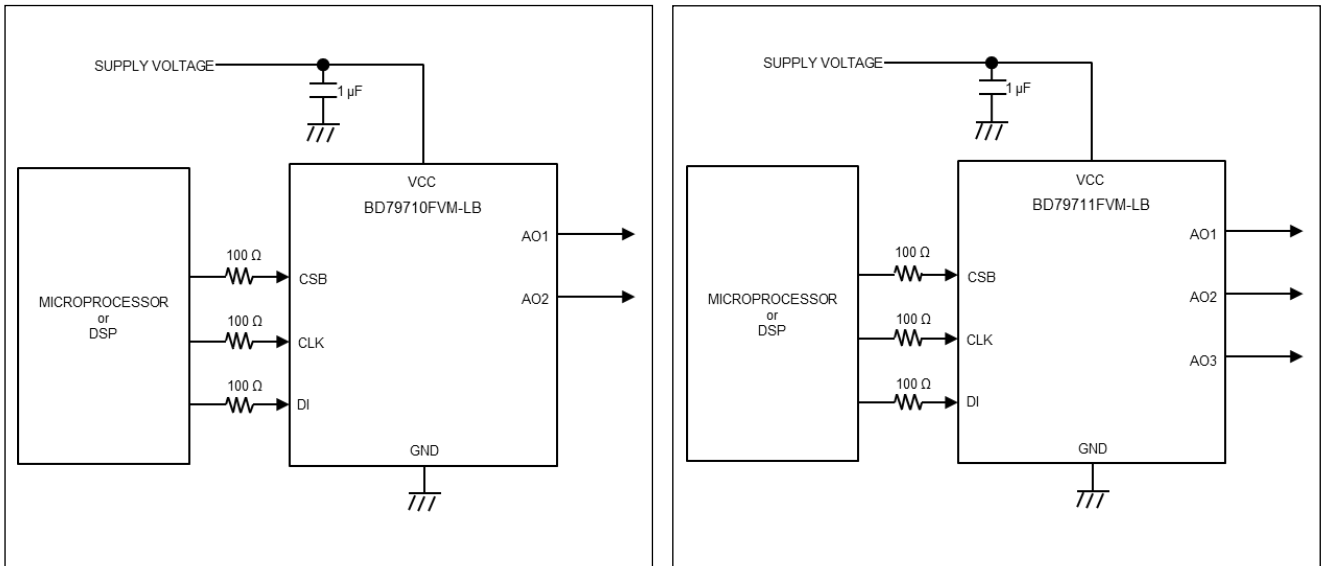 SUPPLY VOLTAGE
1 µF
VCC
BD79710FVM-LB
AO1
AO2
100 Ω
CSB
MICROPROCESSOR
or
DSP
100 Ω
CLK
100 Ω
DI
GND
SUPPLY VOLTAGE
1 µF
VCC
BD79711FVM-LB
AO1
AO2
AO3
100 Ω
CSB
MICROPROCESSOR
or
DSP
100 Ω
CLK
100 Ω
DI
GND